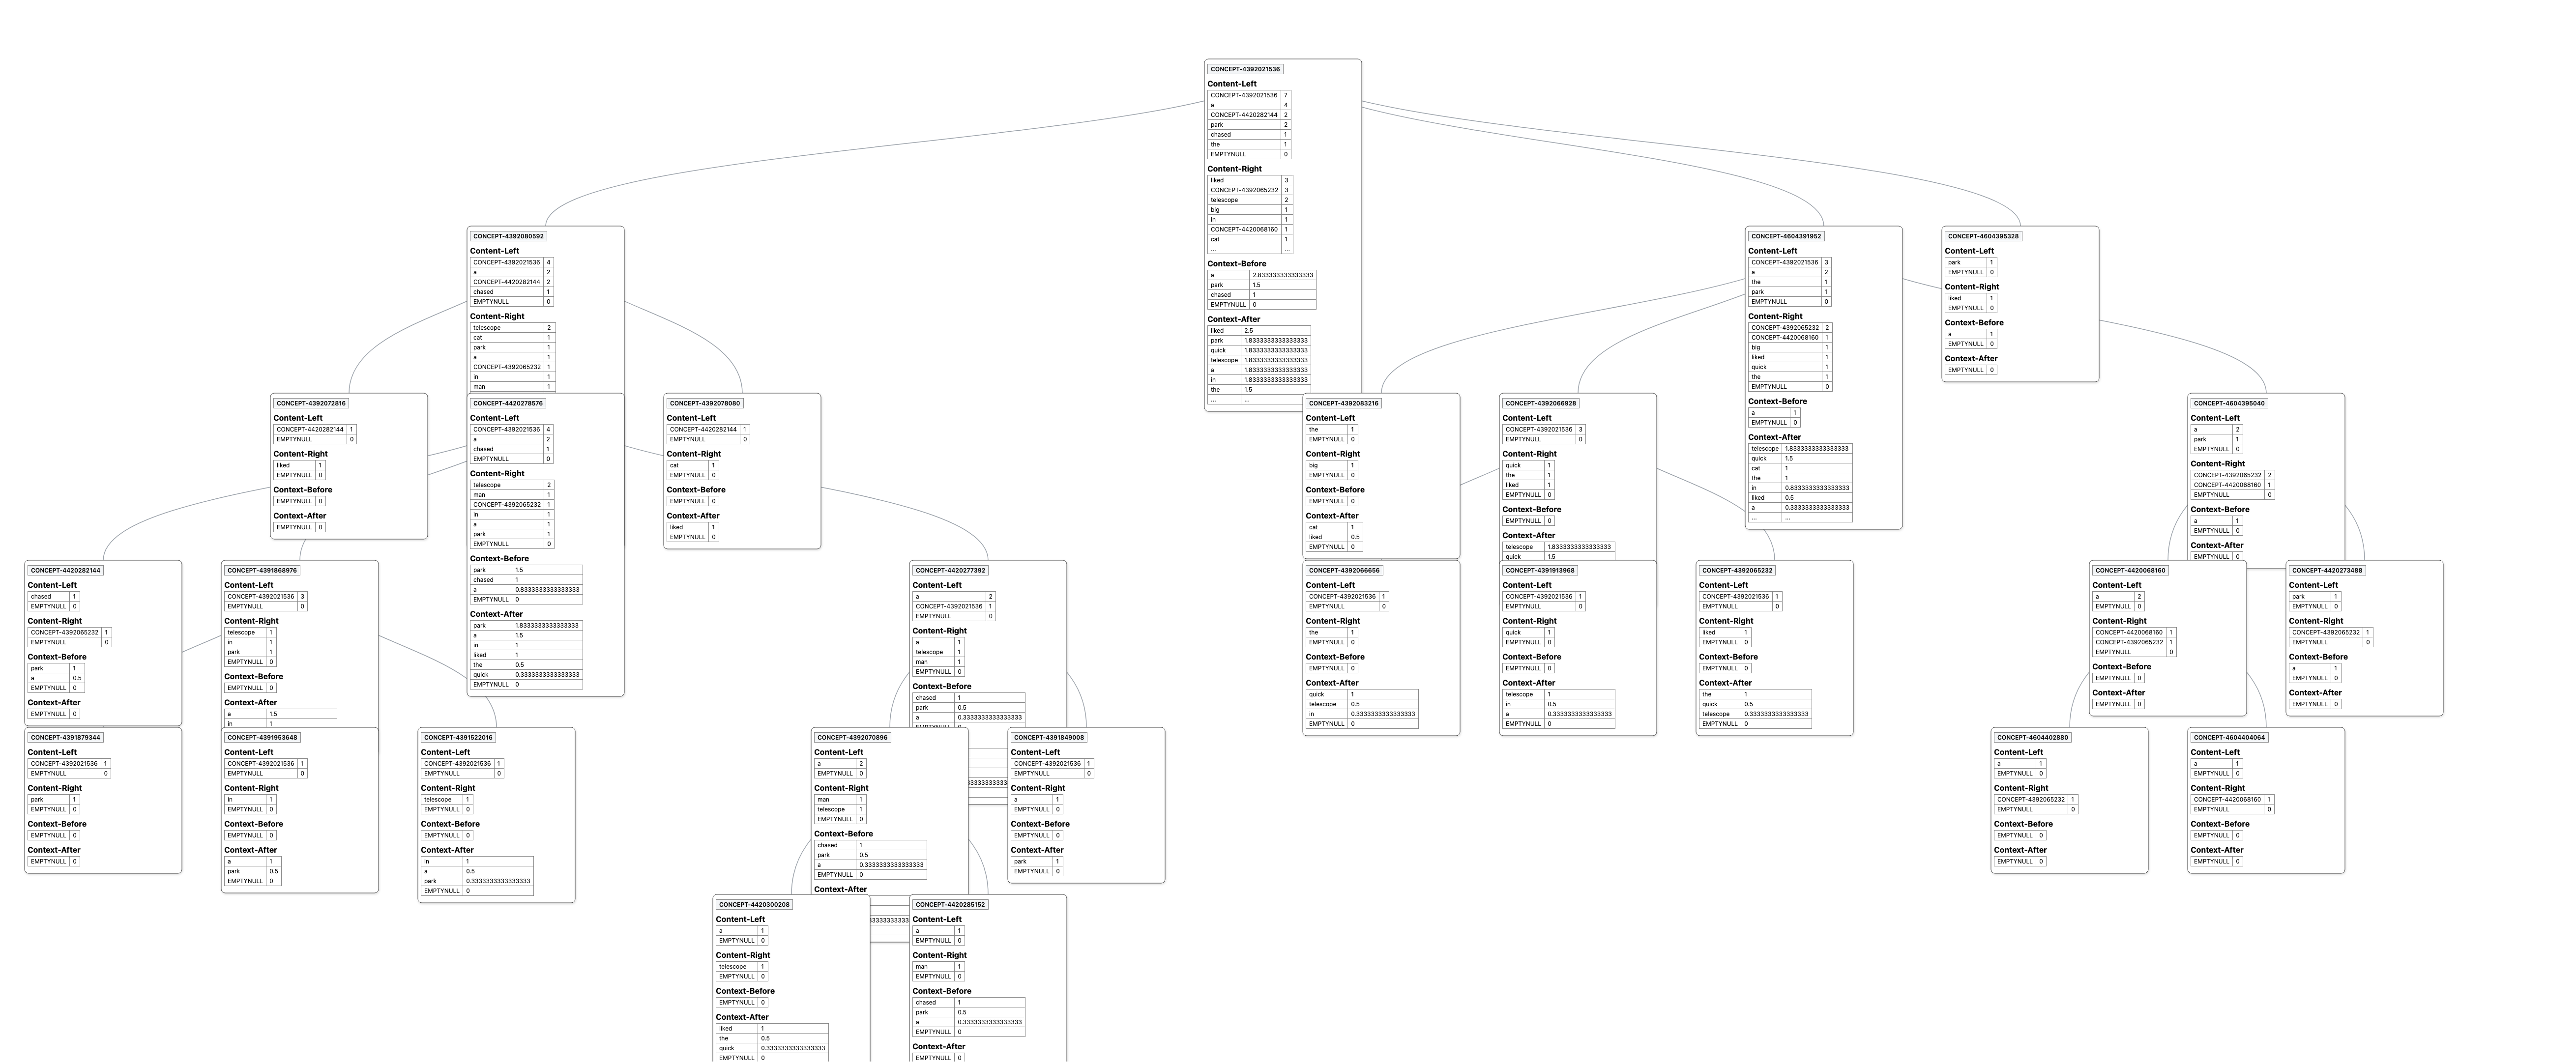 CONCEPT-4392021536
Content-Left
CONCEPT-4392021536 7
a 4
CONCEPT-4420282144 2
park 2
chased 1
the 1
EMPTYNULL 0
Content-Right
liked 3
CONCEPT-4392065232 3
telescope 2
big 1
in 1
CONCEPT-4420068160 1
cat 1
... ...
Context-Before
a 2.833333333333333
park 1.5
chased 1
EMPTYNULL 0
Context-After
liked 2.5
park 1.8333333333333333
quick 1.8333333333333333
telescope 1.8333333333333333
a 1.8333333333333333
in 1.8333333333333333
the 1.5
... ...
CONCEPT-4392080592
Content-Left
CONCEPT-4392021536 4
a 2
CONCEPT-4420282144 2
chased 1
EMPTYNULL 0
Content-Right
telescope 2
cat 1
park 1
a 1
CONCEPT-4392065232 1
in 1
man 1
CONCEPT-4604391952
Content-Left
CONCEPT-4392021536 3
a 2
the 1
park 1
EMPTYNULL 0
Content-Right
CONCEPT-4392065232 2
CONCEPT-4420068160 1
big 1
liked 1
quick 1
the 1
EMPTYNULL 0
Context-Before
a 1
EMPTYNULL 0
Context-After
telescope 1.8333333333333333
quick 1.5
cat 1
the 1
in 0.8333333333333333
liked 0.5
a 0.3333333333333333
... ...
CONCEPT-4604395328
Content-Left
park 1
EMPTYNULL 0
Content-Right
liked 1
EMPTYNULL 0
Context-Before
a 1
EMPTYNULL 0
Context-After
EMPTYNULL 0
CONCEPT-4392072816
Content-Left
CONCEPT-4420282144 1
EMPTYNULL 0
Content-Right
liked 1
EMPTYNULL 0
Context-Before
EMPTYNULL 0
Context-After
EMPTYNULL 0
CONCEPT-4420278576
Content-Left
CONCEPT-4392021536 4
a 2
chased 1
EMPTYNULL 0
Content-Right
telescope 2
man 1
CONCEPT-4392065232 1
in 1
a 1
park 1
EMPTYNULL 0
Context-Before
park 1.5
chased 1
a 0.8333333333333333
EMPTYNULL 0
Context-After
park 1.8333333333333333
a 1.5
in 1
liked 1
the 0.5
quick 0.3333333333333333
EMPTYNULL 0
CONCEPT-4392078080
Content-Left
CONCEPT-4420282144 1
EMPTYNULL 0
Content-Right
cat 1
EMPTYNULL 0
Context-Before
EMPTYNULL 0
Context-After
liked 1
EMPTYNULL 0
CONCEPT-4392083216
Content-Left
the 1
EMPTYNULL 0
Content-Right
big 1
EMPTYNULL 0
Context-Before
EMPTYNULL 0
Context-After
cat 1
liked 0.5
EMPTYNULL 0
CONCEPT-4392066928
Content-Left
CONCEPT-4392021536 3
EMPTYNULL 0
Content-Right
quick 1
the 1
liked 1
EMPTYNULL 0
Context-Before
EMPTYNULL 0
Context-After
telescope 1.8333333333333333
quick 1.5
CONCEPT-4604395040
Content-Left
a 2
park 1
EMPTYNULL 0
Content-Right
CONCEPT-4392065232 2
CONCEPT-4420068160 1
EMPTYNULL 0
Context-Before
a 1
EMPTYNULL 0
Context-After
EMPTYNULL 0
CONCEPT-4420282144
Content-Left
chased 1
EMPTYNULL 0
Content-Right
CONCEPT-4392065232 1
EMPTYNULL 0
Context-Before
park 1
a 0.5
EMPTYNULL 0
Context-After
EMPTYNULL 0
CONCEPT-4391868976
Content-Left
CONCEPT-4392021536 3
EMPTYNULL 0
Content-Right
telescope 1
in 1
park 1
EMPTYNULL 0
Context-Before
EMPTYNULL 0
Context-After
a 1.5
in 1
CONCEPT-4420277392
Content-Left
a 2
CONCEPT-4392021536 1
EMPTYNULL 0
Content-Right
a 1
telescope 1
man 1
EMPTYNULL 0
Context-Before
chased 1
park 0.5
a 0.3333333333333333
CONCEPT-4392066656
Content-Left
CONCEPT-4392021536 1
EMPTYNULL 0
Content-Right
the 1
EMPTYNULL 0
Context-Before
EMPTYNULL 0
Context-After
quick 1
telescope 0.5
in 0.3333333333333333
EMPTYNULL 0
CONCEPT-4391913968
Content-Left
CONCEPT-4392021536 1
EMPTYNULL 0
Content-Right
quick 1
EMPTYNULL 0
Context-Before
EMPTYNULL 0
Context-After
telescope 1
in 0.5
a 0.3333333333333333
EMPTYNULL 0
CONCEPT-4392065232
Content-Left
CONCEPT-4392021536 1
EMPTYNULL 0
Content-Right
liked 1
EMPTYNULL 0
Context-Before
EMPTYNULL 0
Context-After
the 1
quick 0.5
telescope 0.3333333333333333
EMPTYNULL 0
CONCEPT-4420068160
Content-Left
a 2
EMPTYNULL 0
Content-Right
CONCEPT-4420068160 1
CONCEPT-4392065232 1
EMPTYNULL 0
Context-Before
EMPTYNULL 0
Context-After
EMPTYNULL 0
CONCEPT-4420273488
Content-Left
park 1
EMPTYNULL 0
Content-Right
CONCEPT-4392065232 1
EMPTYNULL 0
Context-Before
a 1
EMPTYNULL 0
Context-After
EMPTYNULL 0
CONCEPT-4391879344
Content-Left
CONCEPT-4392021536 1
EMPTYNULL 0
Content-Right
park 1
EMPTYNULL 0
Context-Before
EMPTYNULL 0
Context-After
EMPTYNULL 0
CONCEPT-4391953648
Content-Left
CONCEPT-4392021536 1
EMPTYNULL 0
Content-Right
in 1
EMPTYNULL 0
Context-Before
EMPTYNULL 0
Context-After
a 1
park 0.5
EMPTYNULL 0
CONCEPT-4391522016
Content-Left
CONCEPT-4392021536 1
EMPTYNULL 0
Content-Right
telescope 1
EMPTYNULL 0
Context-Before
EMPTYNULL 0
Context-After
in 1
a 0.5
park 0.3333333333333333
EMPTYNULL 0
CONCEPT-4392070896
Content-Left
a 2
EMPTYNULL 0
Content-Right
man 1
telescope 1
EMPTYNULL 0
Context-Before
chased 1
park 0.5
a 0.3333333333333333
EMPTYNULL 0
Context-After
CONCEPT-4391849008
Content-Left
CONCEPT-4392021536 1
EMPTYNULL 0
Content-Right
a 1
EMPTYNULL 0
Context-Before
EMPTYNULL 0
Context-After
park 1
EMPTYNULL 0
CONCEPT-4604402880
Content-Left
a 1
EMPTYNULL 0
Content-Right
CONCEPT-4392065232 1
EMPTYNULL 0
Context-Before
EMPTYNULL 0
Context-After
EMPTYNULL 0
CONCEPT-4604404064
Content-Left
a 1
EMPTYNULL 0
Content-Right
CONCEPT-4420068160 1
EMPTYNULL 0
Context-Before
EMPTYNULL 0
Context-After
EMPTYNULL 0
CONCEPT-4420300208
Content-Left
a 1
EMPTYNULL 0
Content-Right
telescope 1
EMPTYNULL 0
Context-Before
EMPTYNULL 0
Context-After
liked 1
the 0.5
quick 0.3333333333333333
EMPTYNULL 0
CONCEPT-4420285152
Content-Left
a 1
EMPTYNULL 0
Content-Right
man 1
EMPTYNULL 0
Context-Before
chased 1
park 0.5
a 0.3333333333333333
EMPTYNULL 0
Context-After
EMPTYNULL 0